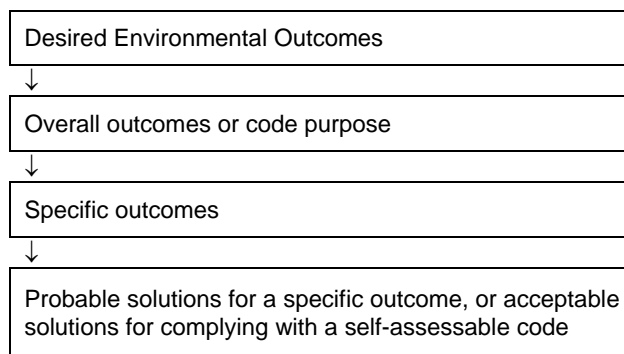 Desired Environmental Outcomes
↓
Overall outcomes or code purpose
↓
Specific outcomes
↓
Probable solutions for a specific outcome, or acceptable
solutions for complying with a self-assessable code